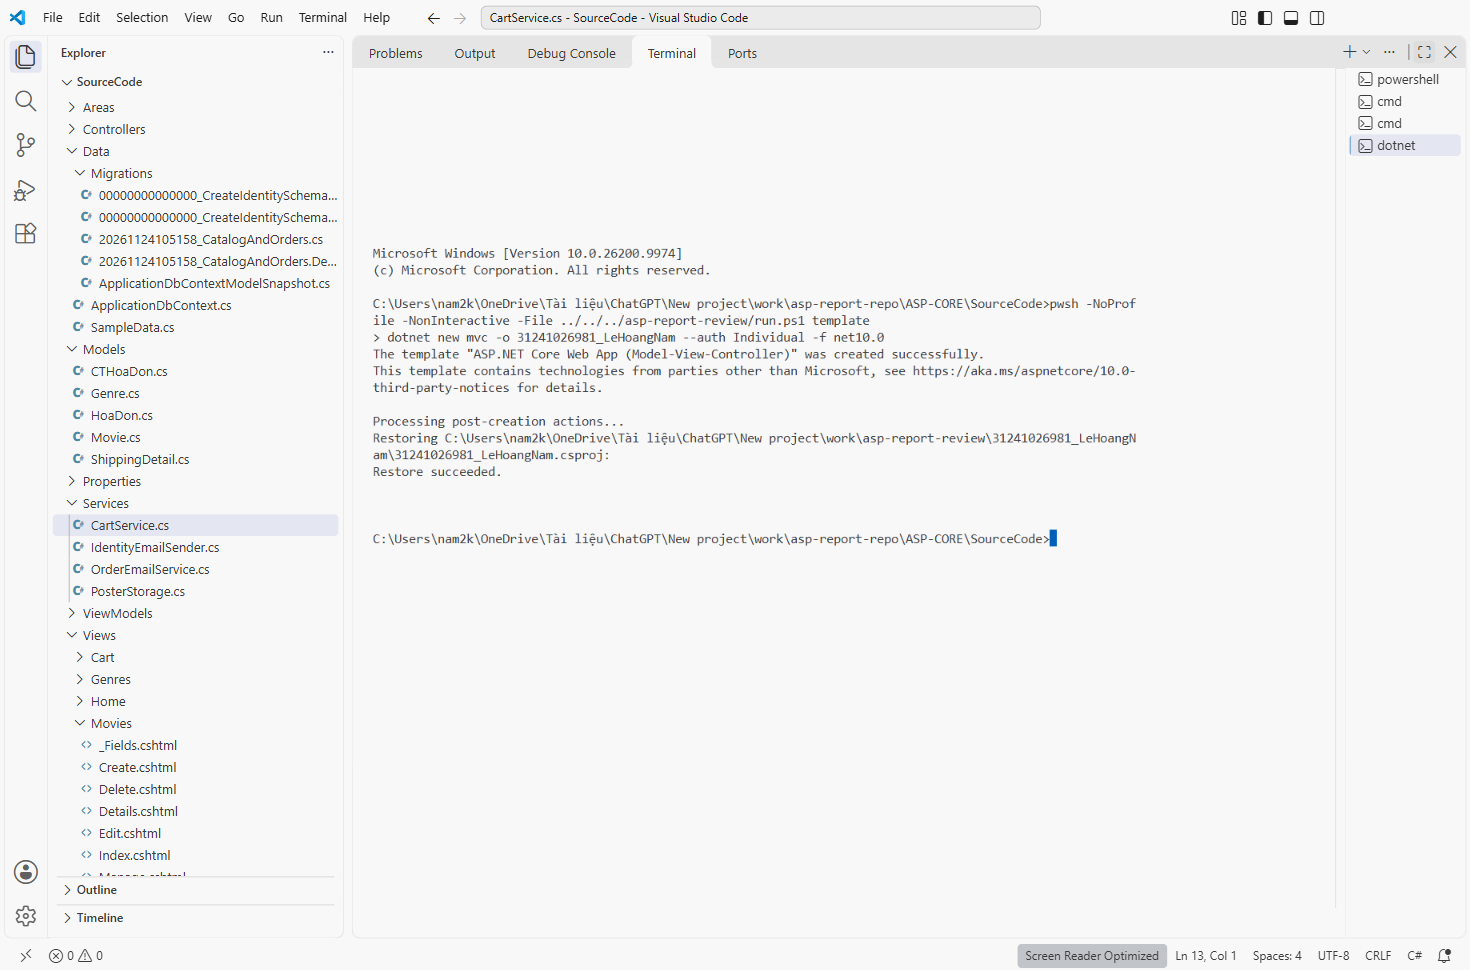 File Edit Selection View Go Run Terminal Help
CartService.cs - SourceCode - Visual Studio Code
Explorer
SourceCode
Areas
Controllers
Data
Migrations
00000000000000_CreateIdentitySchema...
00000000000000_CreateIdentitySchema...
20261124105158_CatalogAndOrders.cs
20261124105158_CatalogAndOrders.De...
ApplicationDbContextModelSnapshot.cs
ApplicationDbContext.cs
SampleData.cs
Models
CTHoaDon.cs
Genre.cs
HoaDon.cs
Movie.cs
ShippingDetail.cs
Properties
Services
CartService.cs
IdentityEmailSender.cs
OrderEmailService.cs
PosterStorage.cs
ViewModels
Views
Cart
Genres
Home
Movies
_Fields.cshtml
Create.cshtml
Delete.cshtml
Details.cshtml
Edit.cshtml
Index.cshtml
Manage.cshtml
Outline
Timeline
Problems Output Debug Console Terminal Ports
Microsoft Windows [Version 10.0.26200.9974]
(c) Microsoft Corporation. All rights reserved.
C:\Users\nam2k\OneDrive\Tài liệu\ChatGPT\New project\work\asp-report-repo\ASP-CORE\SourceCode>pwsh -NoProf
ile -NonInteractive -File ../../../asp-report-review/run.ps1 template
> dotnet new mvc -o 31241026981_LeHoangNam --auth Individual -f net10.0
The template "ASP.NET Core Web App (Model-View-Controller)" was created successfully.
This template contains technologies from parties other than Microsoft, see https://aka.ms/aspnetcore/10.0-
third-party-notices for details.
Processing post-creation actions...
Restoring C:\Users\nam2k\OneDrive\Tài liệu\ChatGPT\New project\work\asp-report-review\31241026981_LeHoangN
am\31241026981_LeHoangNam.csproj:
Restore succeeded.
C:\Users\nam2k\OneDrive\Tài liệu\ChatGPT\New project\work\asp-report-repo\ASP-CORE\SourceCode>
powershell
cmd
cmd
dotnet
0 0
Screen Reader Optimized Ln 13, Col 1 Spaces: 4 UTF-8 CRLF C#